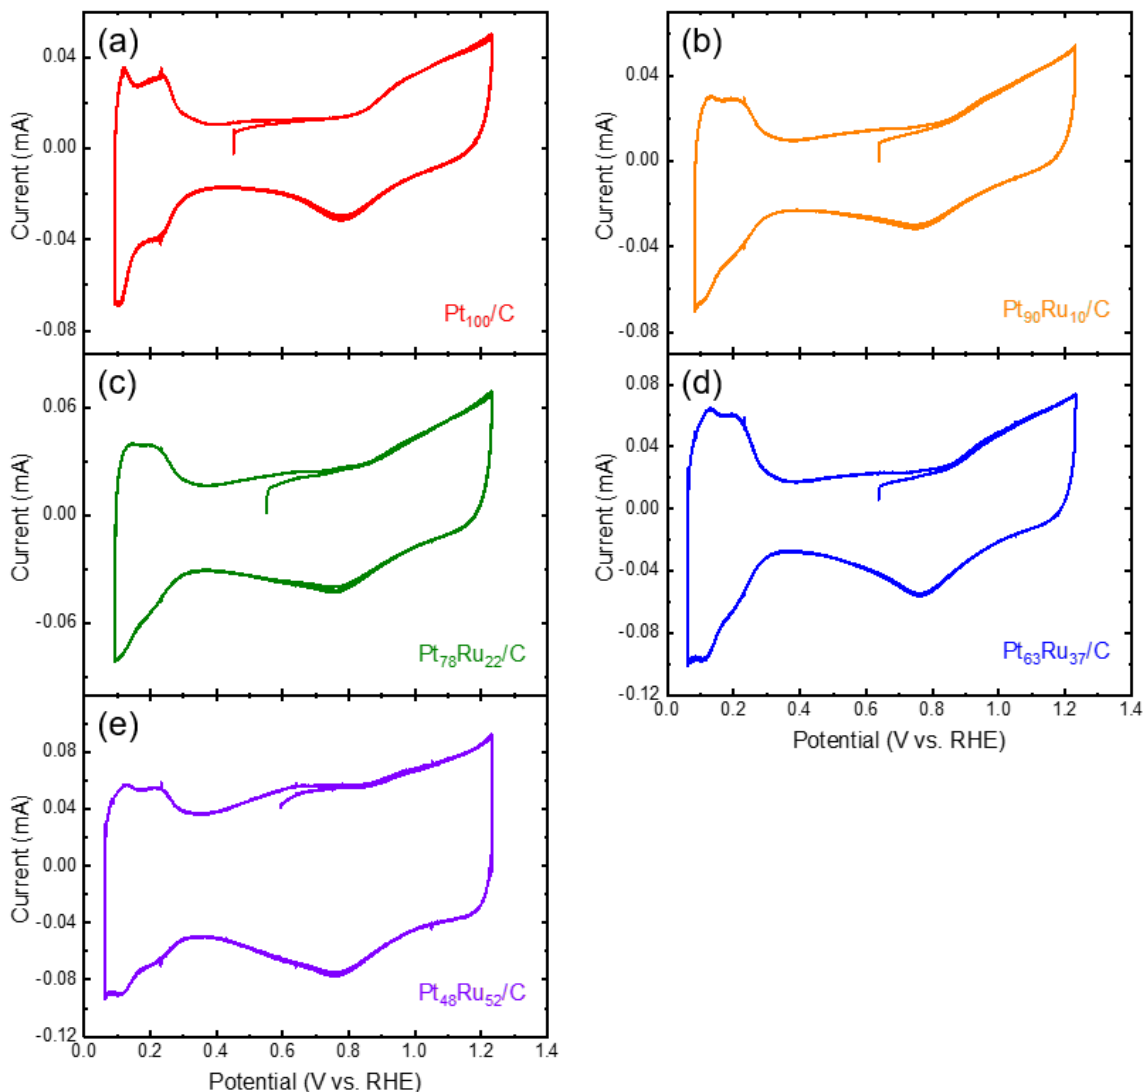 (a)
0.04
0.00
-0.04
-0.08
Current (mA)
Pt100/C
(b)
0.04
0.00
-0.04
-0.08
Current (mA)
Pt90Ru10/C
(c)
0.06
0.00
-0.06
Current (mA)
Pt78Ru22/C
(d)
0.08
0.04
0.00
-0.04
-0.08
-0.12
Current (mA)
Pt63Ru37/C
0.0 0.2 0.4 0.6 0.8 1.0 1.2 1.4
Potential (V vs. RHE)
(e)
0.08
0.04
0.00
-0.04
-0.08
-0.12
Current (mA)
Pt48Ru52/C
0.0 0.2 0.4 0.6 0.8 1.0 1.2 1.4
Potential (V vs. RHE)